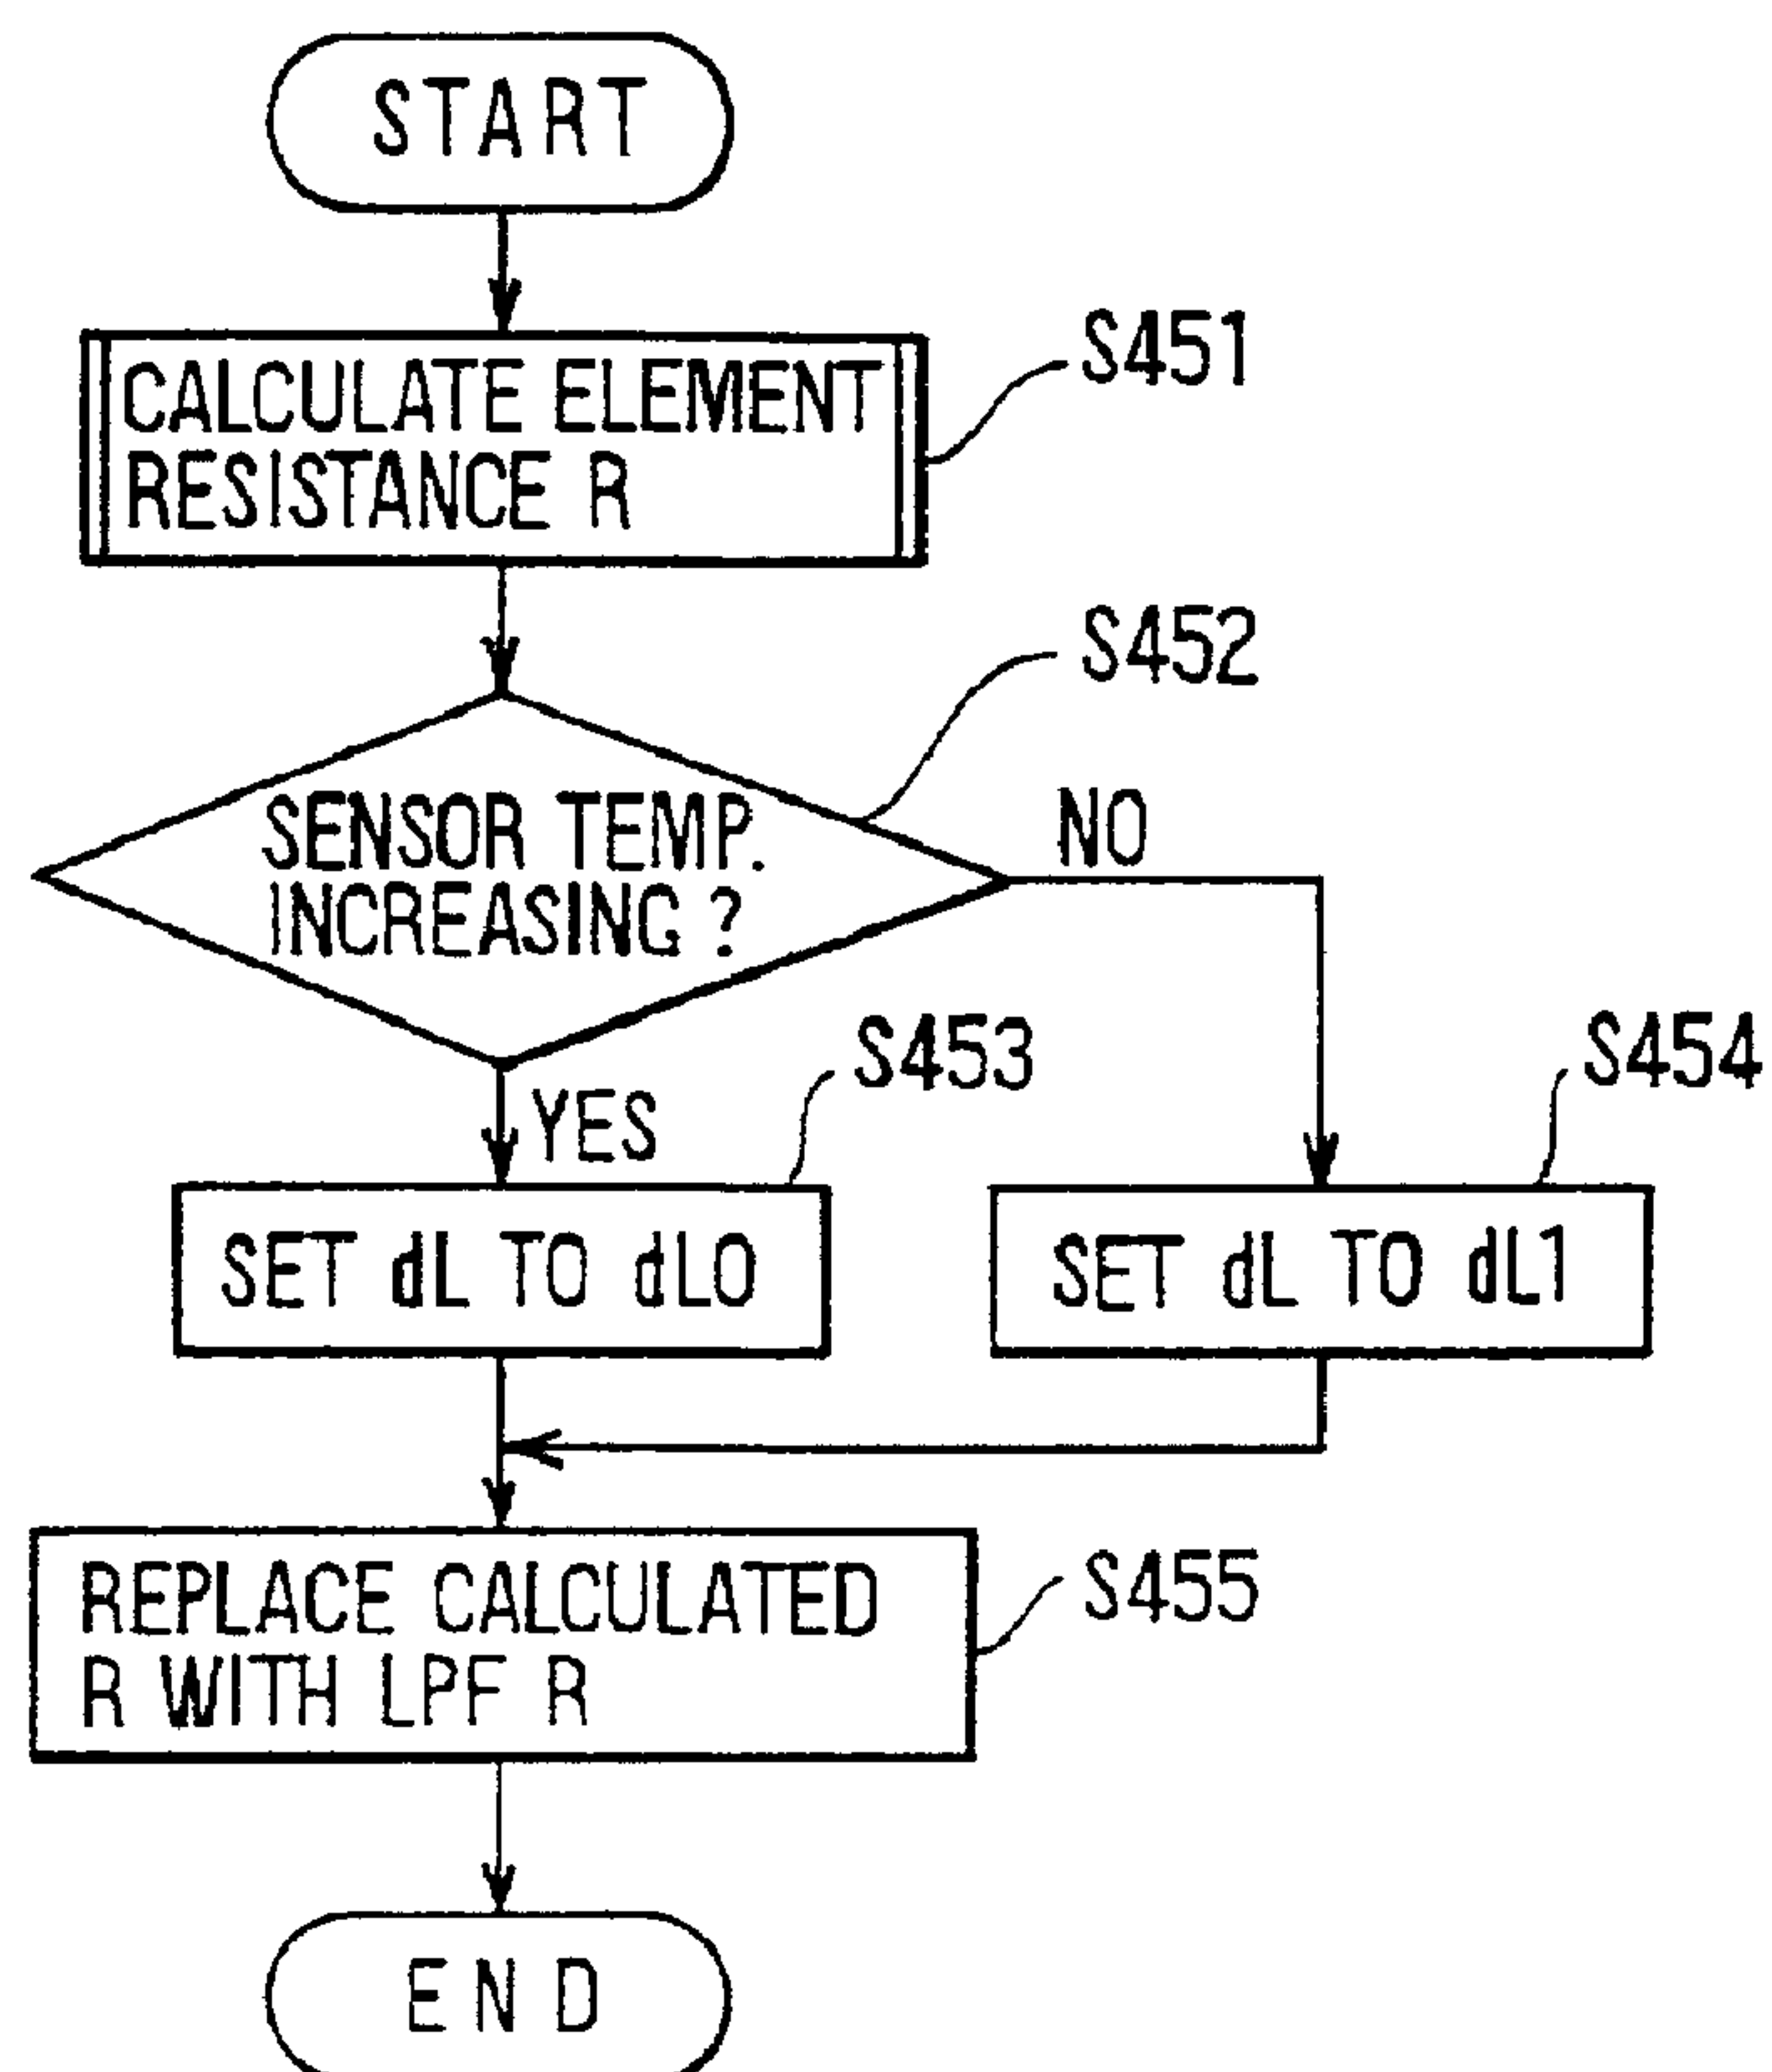 START
CALCULATE ELEMENT
RESISTANCE R
S451
S452
SENSOR TEMP.
INCREASING ?
NO
YES
S453
S454
SET dL TO dL0
SET dL TO dL1
REPLACE CALCULATED
R WITH LPF R
S455
END